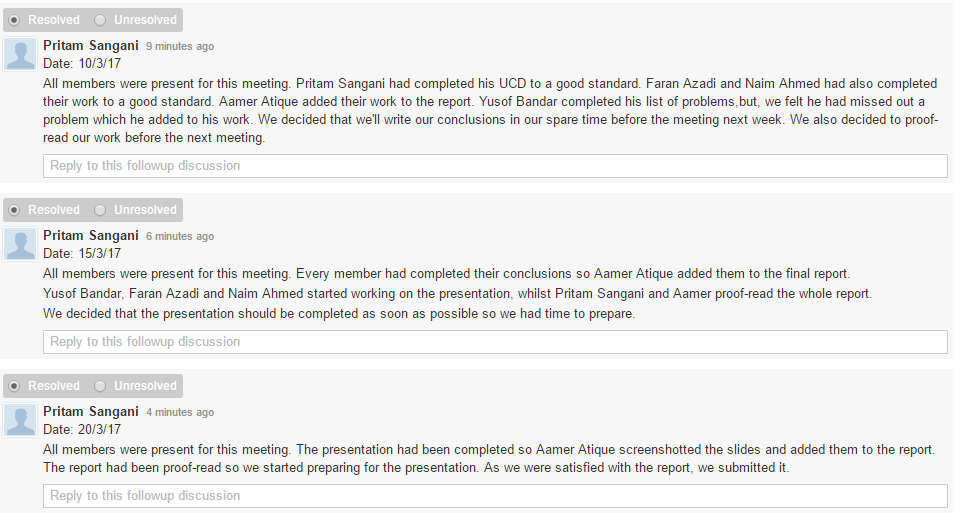 Resolved Unresolved
Pritam Sangani 9 minutes ago
Date: 10/3/17
All members were present for this meeting. Pritam Sangani had completed his UCD to a good standard. Faran Azadi and Naim Ahmed had also completed
their work to a good standard. Aamer Atique added their work to the report. Yusof Bandar completed his list of problems,but, we felt he had missed out a
problem which he added to his work. We decided that we'll write our conclusions in our spare time before the meeting next week. We also decided to proof-
read our work before the next meeting.
Reply to this followup discussion
Resolved Unresolved
Pritam Sangani 6 minutes ago
Date: 15/3/17
All members were present for this meeting. Every member had completed their conclusions so Aamer Atique added them to the final report.
Yusof Bandar, Faran Azadi and Naim Ahmed started working on the presentation, whilst Pritam Sangani and Aamer proof-read the whole report.
We decided that the presentation should be completed as soon as possible so we had time to prepare.
Reply to this followup discussion
Resolved Unresolved
Pritam Sangani 4 minutes ago
Date: 20/3/17
All members were present for this meeting. The presentation had been completed so Aamer Atique screenshotted the slides and added them to the report.
The report had been proof-read so we started preparing for the presentation. As we were satisfied with the report, we submitted it.
Reply to this followup discussion